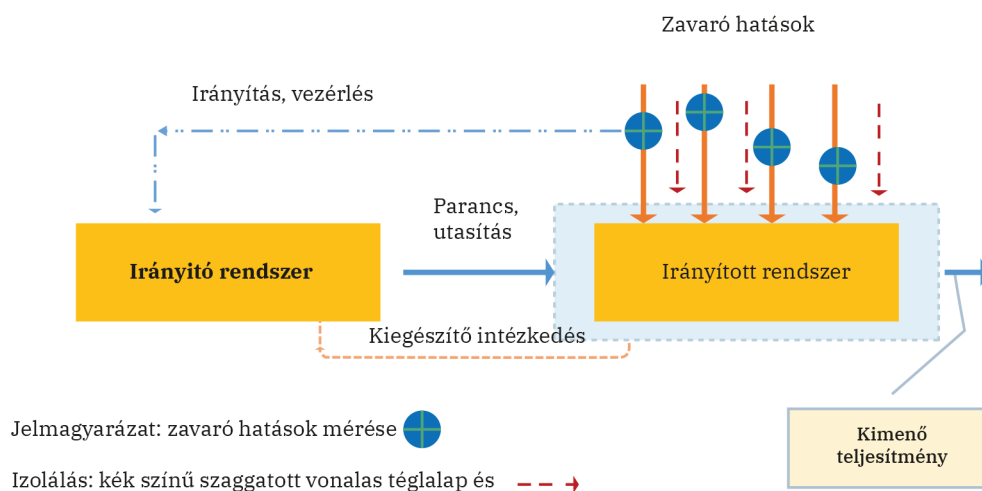 Zavaró hatások
Irányítás, vezérlés
Parancs,
utasítás
Irányitó rendszer
Irányított rendszer
Kiegészítő intézkedés
Jelmagyarázat: zavaró hatások mérése
Kimenő
teljesítmény
Izolálás: kék színű szaggatott vonalas téglalap és